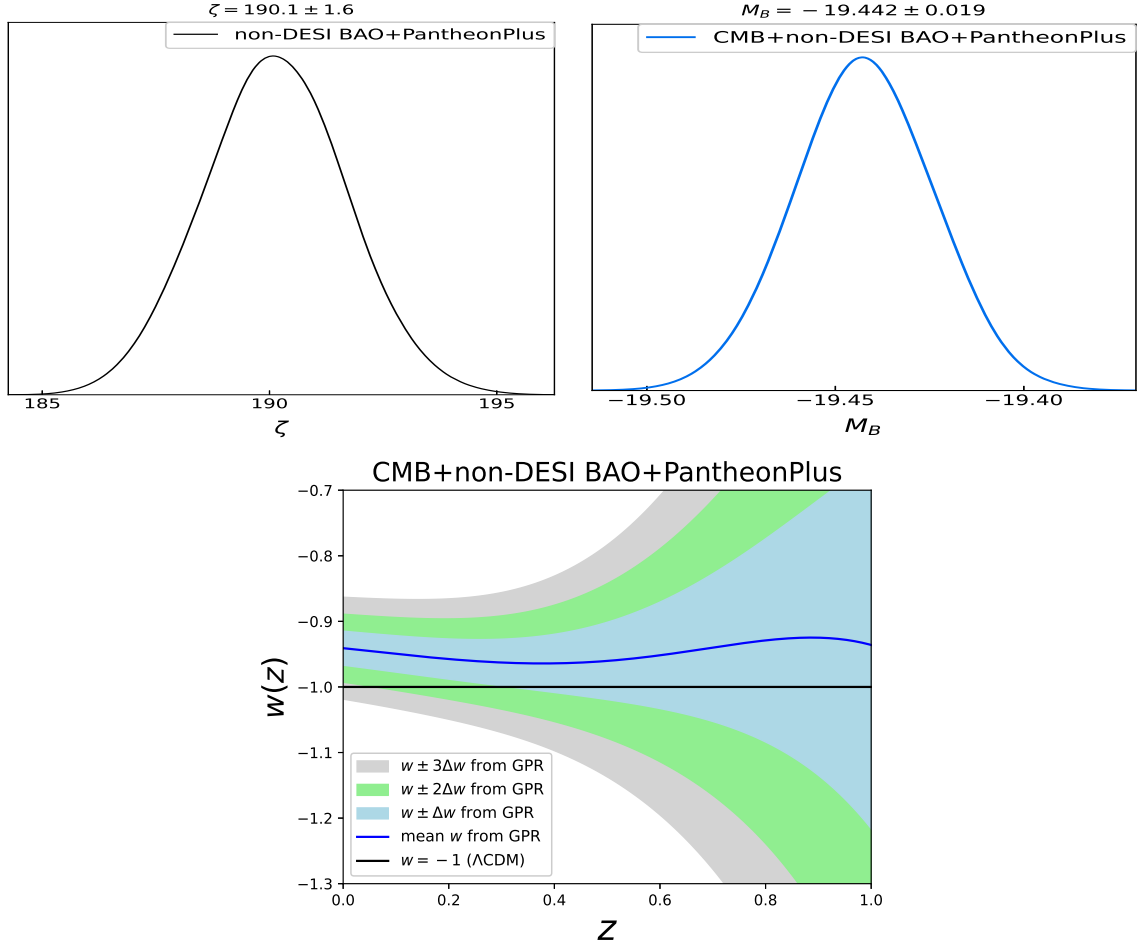 ζ = 190.1 ± 1.6
non-DESI BAO+PantheonPlus
185 190 195
ζ
M_B = −19.442 ± 0.019
CMB+non-DESI BAO+PantheonPlus
−19.50 −19.45 −19.40
M_B
CMB+non-DESI BAO+PantheonPlus
−0.7
−0.8
−0.9
−1.0
−1.1
−1.2
−1.3
w(z)
w ± 3Δw from GPR
w ± 2Δw from GPR
w ± Δw from GPR
mean w from GPR
w = −1 (ΛCDM)
0.0 0.2 0.4 0.6 0.8 1.0
z